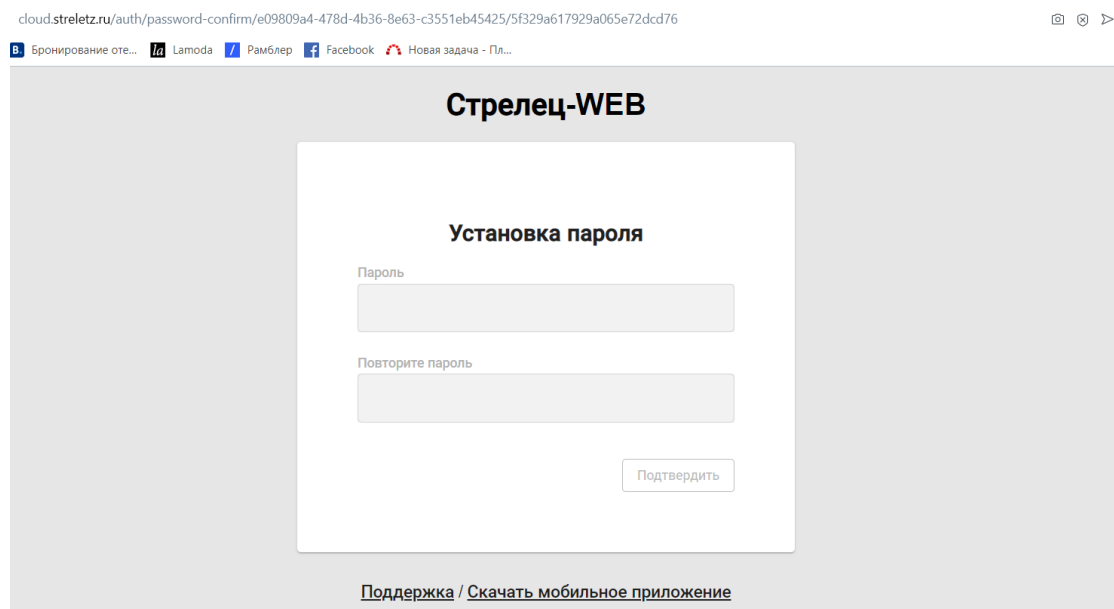 cloud.streletz.ru/auth/password-confirm/e09809a4-478d-4b36-8e63-c3551eb45425/5f329a617929a065e72dcd76
B. Бронирование оте... la Lamoda Рамблер f Facebook Новая задача - Пл...
Стрелец-WEB
Установка пароля
Пароль
Повторите пароль
Подтвердить
Поддержка / Скачать мобильное приложение